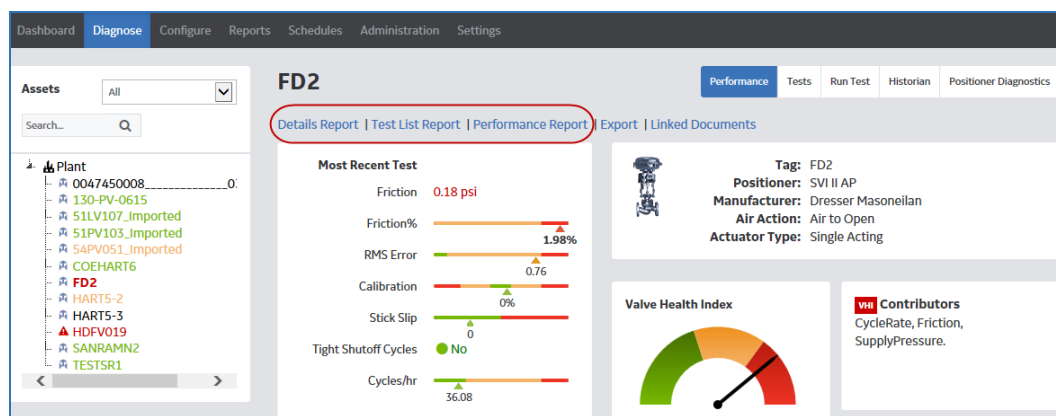 Dashboard Diagnose Configure Reports Schedules Administration Settings
Assets All
Search...
Plant
0047450008______________0
130-PV-0615
51LV107_Imported
51PV103_Imported
54PV051_Imported
COEHART6
FD2
HART5-2
HART5-3
HDFV019
SANRAMN2
TESTSR1
FD2
Performance Tests Run Test Historian Positioner Diagnostics
Details Report | Test List Report | Performance Report | Export | Linked Documents
Most Recent Test
Friction 0.18 psi
Friction%
1.98%
RMS Error
0.76
Calibration
0%
Stick Slip
0
Tight Shutoff Cycles No
Cycles/hr
36.08
Tag: FD2
Positioner: SVI II AP
Manufacturer: Dresser Masoneilan
Air Action: Air to Open
Actuator Type: Single Acting
Valve Health Index
VHI Contributors
CycleRate, Friction,
SupplyPressure.